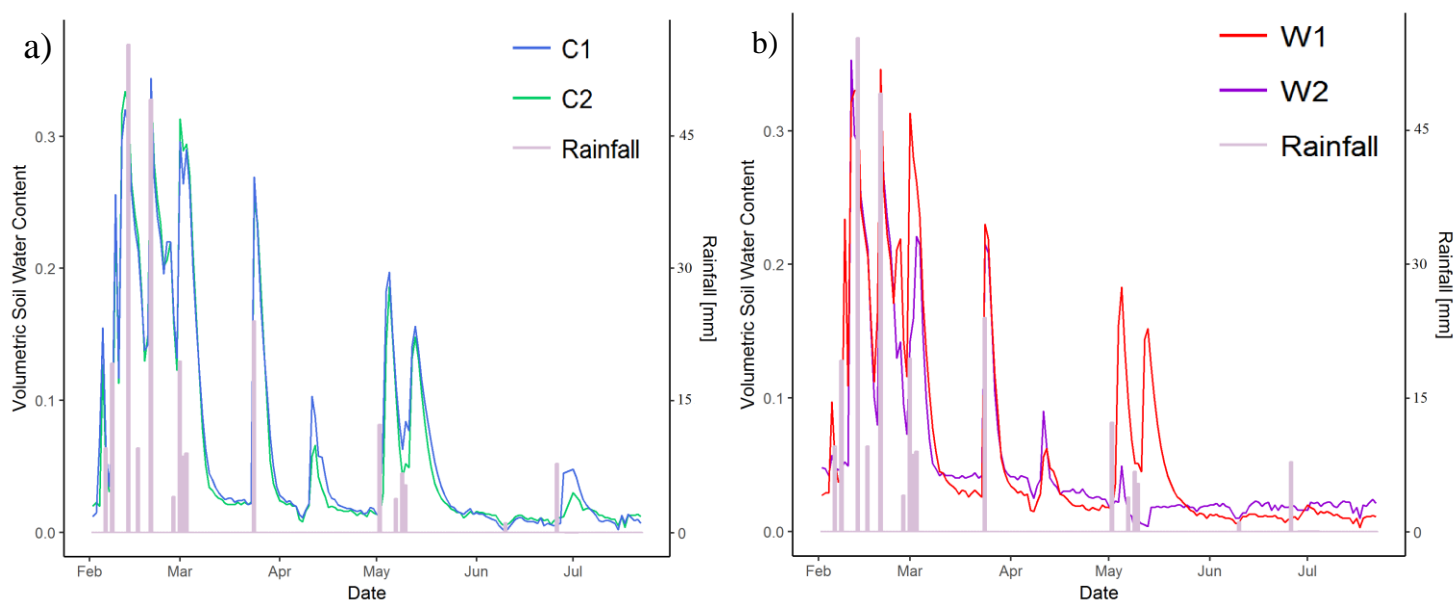 a)
C1
C2
Rainfall
Volumetric Soil Water Content
0.3
0.2
0.1
0.0
45
30
15
0
Rainfall [mm]
Feb Mar Apr May Jun Jul
Date
b)
W1
W2
Rainfall
Volumetric Soil Water Content
0.3
0.2
0.1
0.0
45
30
15
0
Rainfall [mm]
Feb Mar Apr May Jun Jul
Date